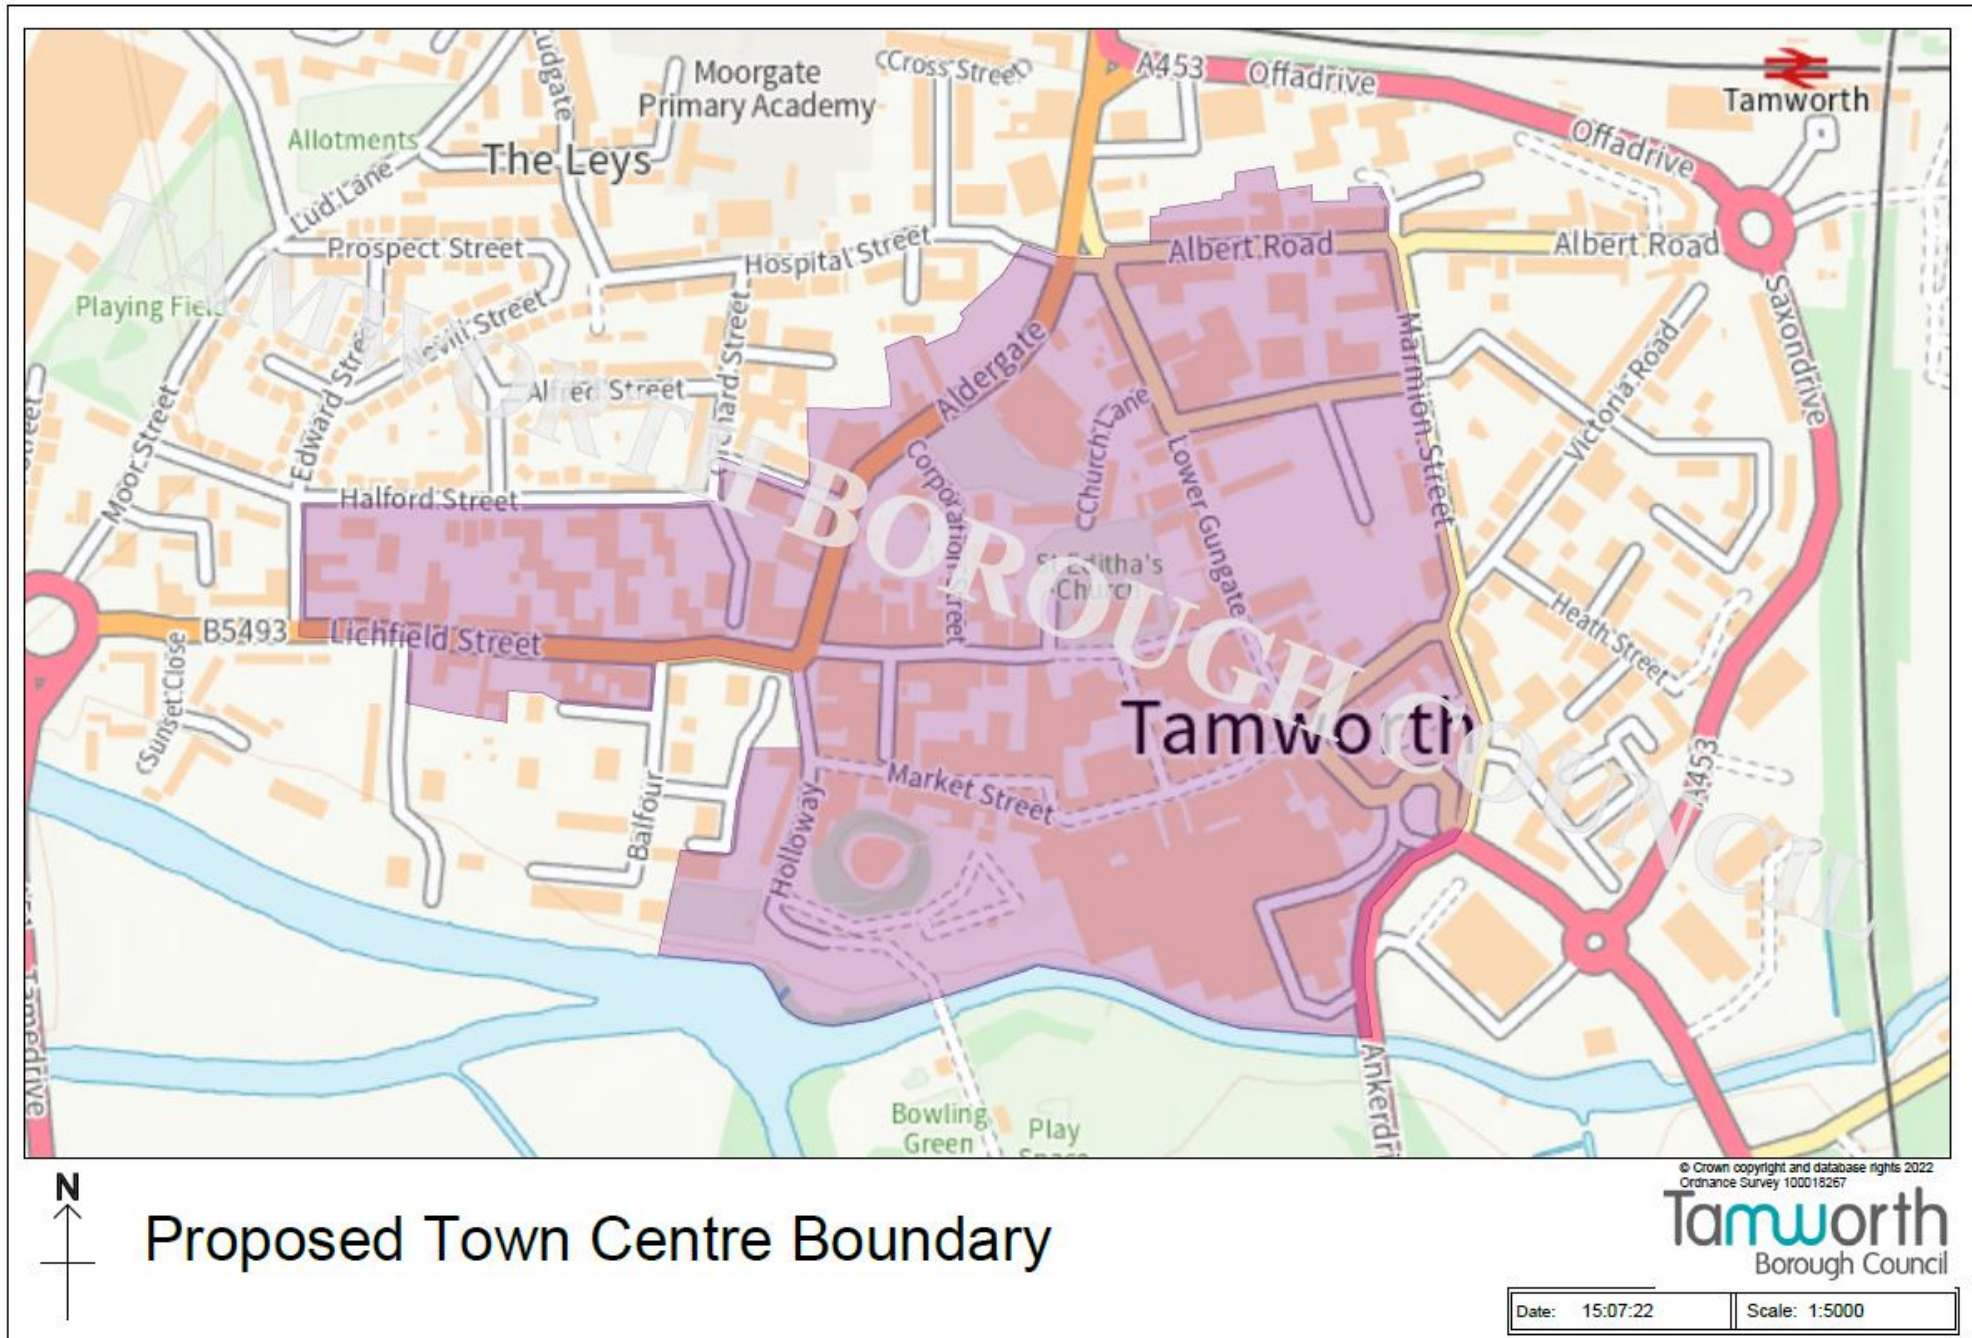 Moorgate
Primary Academy
Cross Street
A453
Offadrive
Tamworth
Offadrive
Ludgate
Allotments
The Leys
Lud Lane
Prospect Street
Hospital Street
Albert Road
Albert Road
Playing Field
Nevill Street
Edward Street
Alfred Street
Aldergate
Marmion Street
Victoria Road
Saxondrive
Moor Street
Halford Street
Corporation Street
Church Lane
Lower Gungate
St Editha's
Church
Heath Street
B5493
Lichfield Street
Sunset Close
Tamworth
Market Street
Holloway
Balfour
A453
Tamedrive
Ankerdri
Bowling
Green
Play
Space
TAMWORTH BOROUGH COUNCIL
N
Proposed Town Centre Boundary
© Crown copyright and database rights 2022
Ordnance Survey 100018267
Tamworth
Borough Council
Date: 15:07:22
Scale: 1:5000